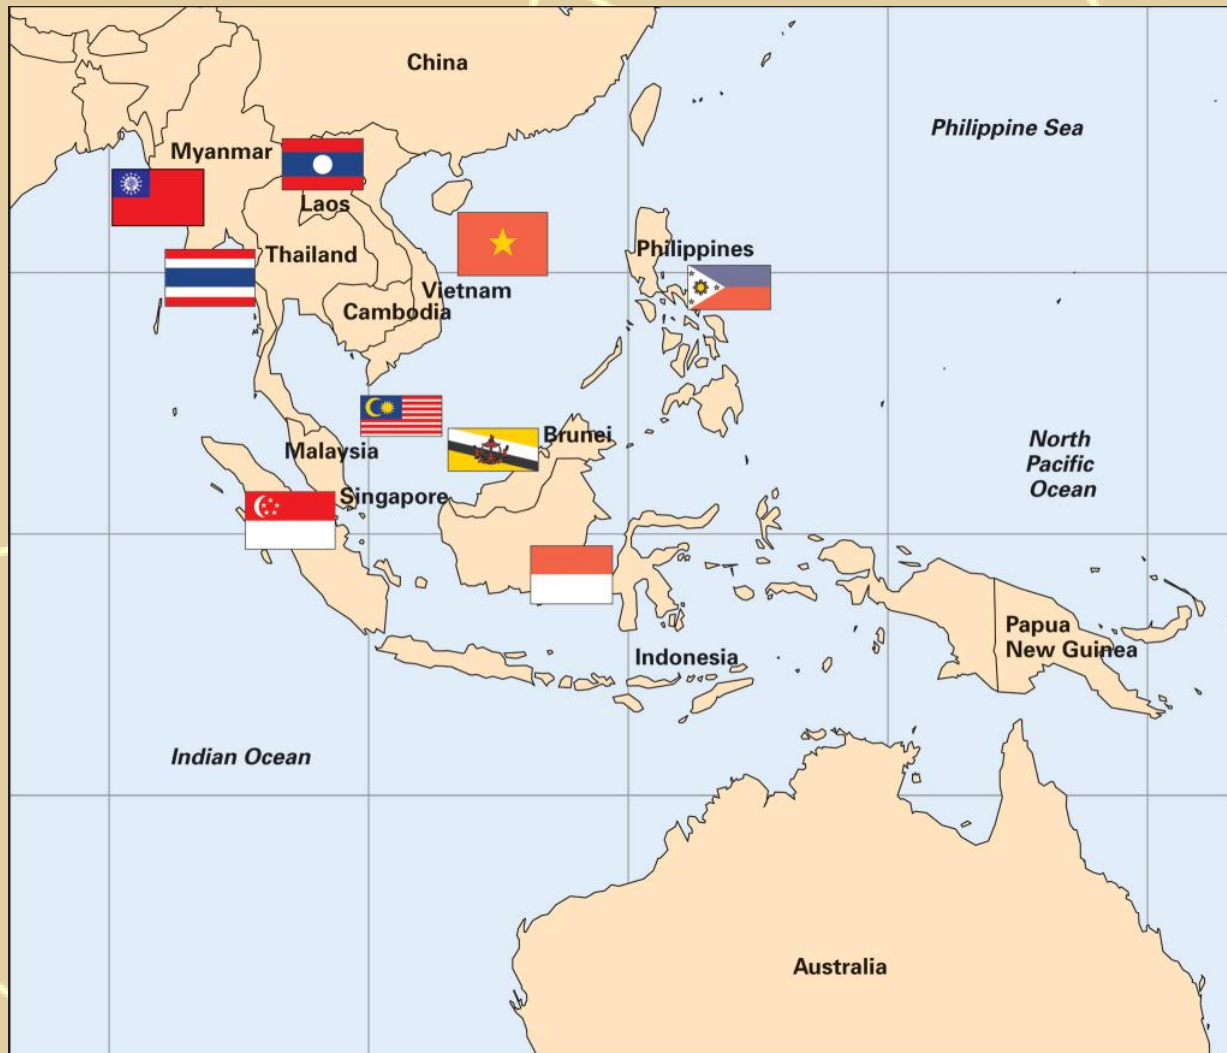 China
Philippine Sea
Myanmar
Laos
Philippines
Thailand
Vietnam
Cambodia
Brunei
North
Pacific
Ocean
Malaysia
Singapore
Papua
New Guinea
Indonesia
Indian Ocean
Australia